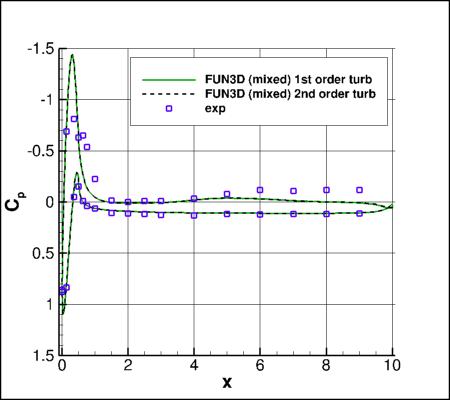 -1.5
FUN3D (mixed) 1st order turb
FUN3D (mixed) 2nd order turb
exp
-1
-0.5
Cp
0
0.5
1
1.5
0 2 4 6 8 10
x